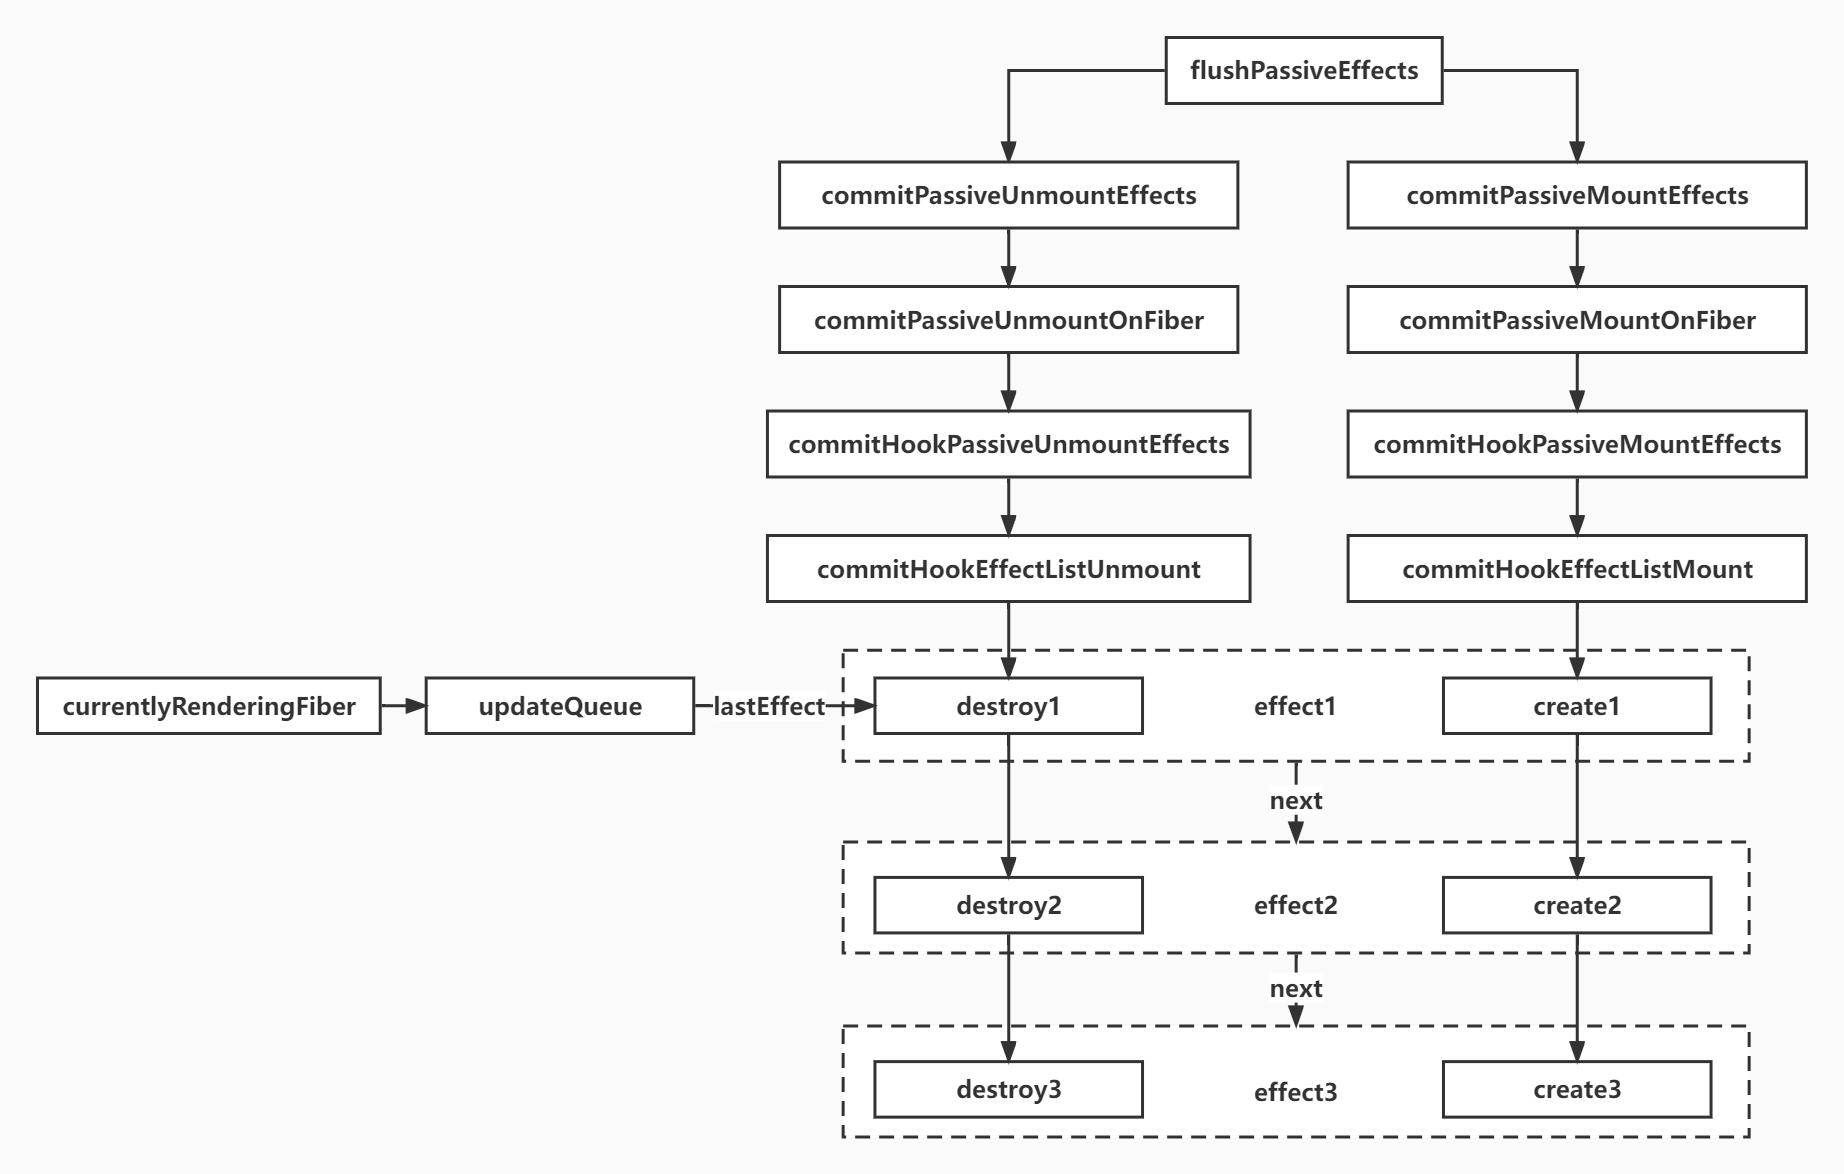 flushPassiveEffects
commitPassiveUnmountEffects
commitPassiveMountEffects
commitPassiveUnmountOnFiber
commitPassiveMountOnFiber
commitHookPassiveUnmountEffects
commitHookPassiveMountEffects
commitHookEffectListUnmount
commitHookEffectListMount
currentlyRenderingFiber
updateQueue
lastEffect
destroy1
effect1
create1
next
destroy2
effect2
create2
next
destroy3
effect3
create3